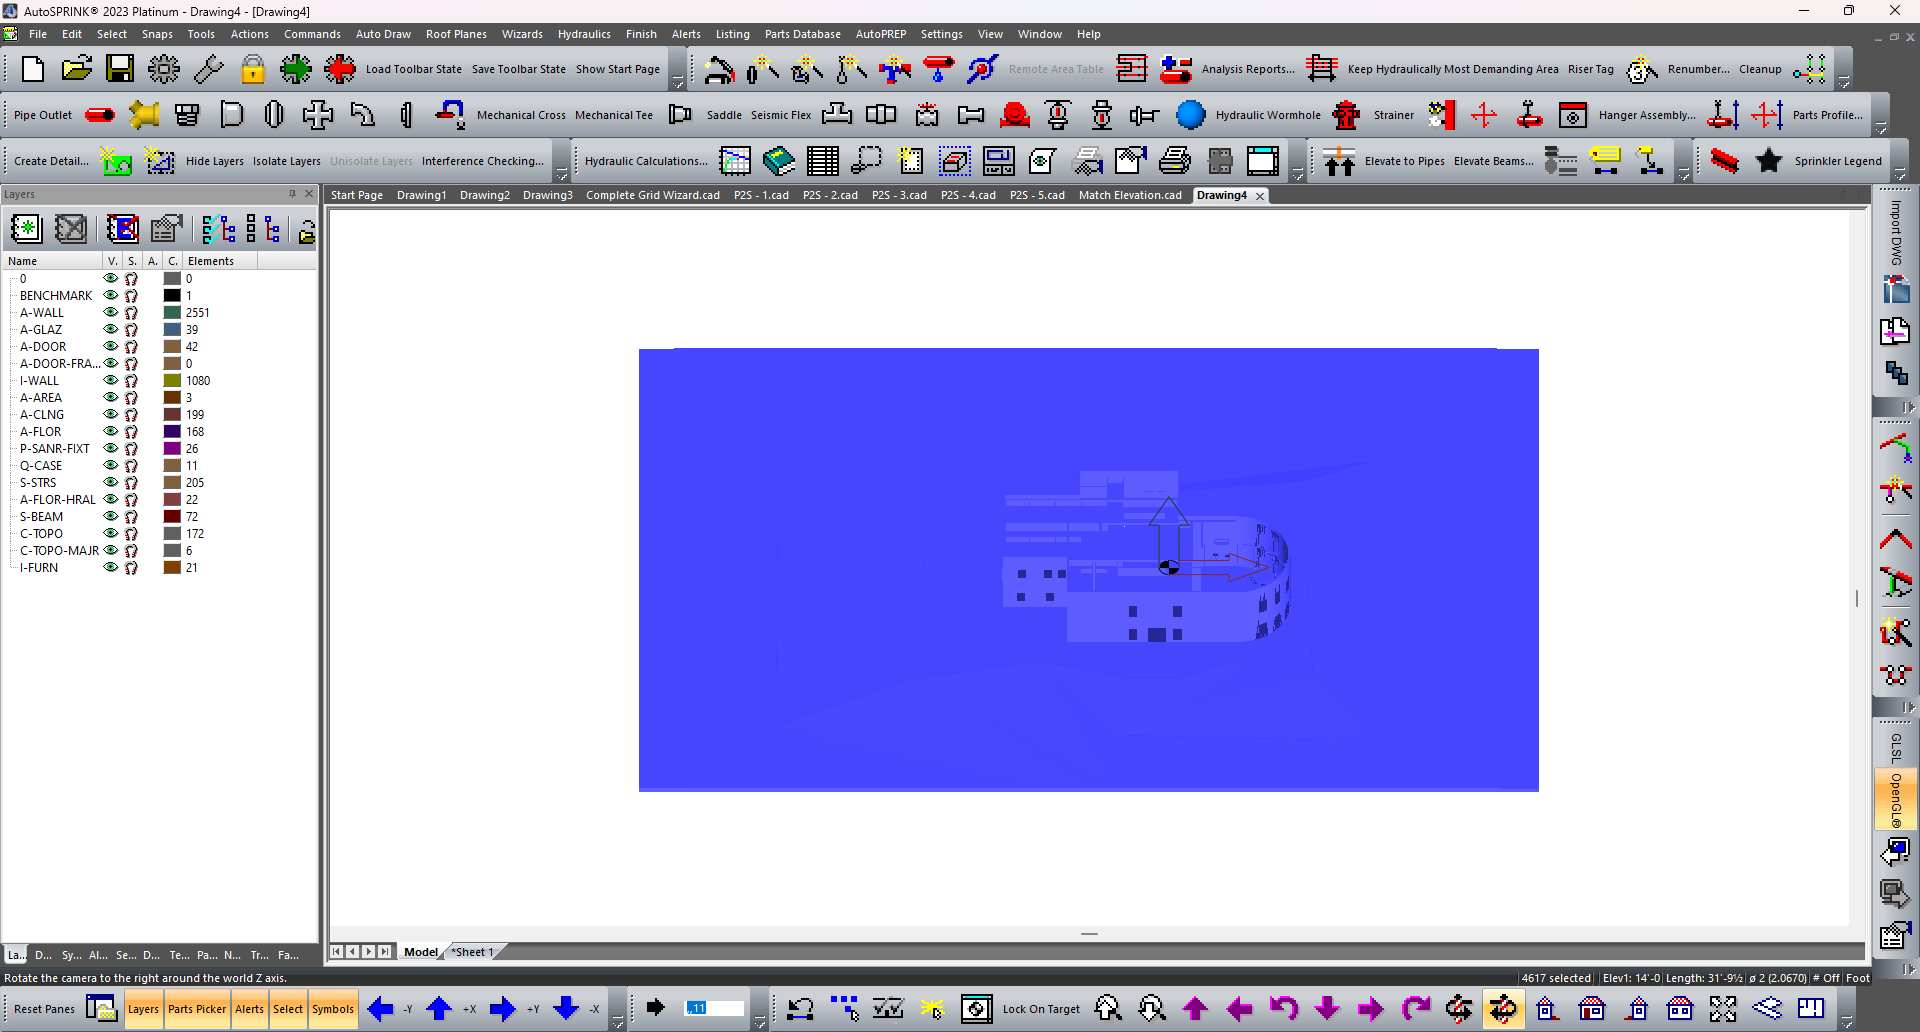 AutoSPRINK® 2023 Platinum - Drawing4 - [Drawing4]
File Edit Select Snaps Tools Actions Commands Auto Draw Roof Planes Wizards Hydraulics Finish Alerts Listing Parts Database AutoPREP Settings View Window Help
Load Toolbar State Save Toolbar State Show Start Page Remote Area Table Analysis Reports... Keep Hydraulically Most Demanding Area Riser Tag Renumber... Cleanup
Pipe Outlet Mechanical Cross Mechanical Tee Saddle Seismic Flex Hydraulic Wormhole Strainer Hanger Assembly... Parts Profile...
Create Detail... Hide Layers Isolate Layers Unisolate Layers Interference Checking... Hydraulic Calculations... Elevate to Pipes Elevate Beams... Sprinkler Legend
Layers
Start Page Drawing1 Drawing2 Drawing3 Complete Grid Wizard.cad P2S - 1.cad P2S - 2.cad P2S - 3.cad P2S - 4.cad P2S - 5.cad Match Elevation.cad Drawing4
Import DWG
Name V. S. A. C. Elements
0 0
BENCHMARK 1
A-WALL 2551
A-GLAZ 39
A-DOOR 42
A-DOOR-FRA... 0
I-WALL 1080
A-AREA 3
A-CLNG 199
A-FLOR 168
P-SANR-FIXT 26
Q-CASE 11
S-STRS 205
A-FLOR-HRAL 22
S-BEAM 72
C-TOPO 172
C-TOPO-MAJR 6
I-FURN 21
GLSL
OpenGL®
La... D... Sy... Al... Se... D... Te... Pa... N... Tr... Fa...
Model *Sheet 1
Rotate the camera to the right around the world Z axis.
4617 selected Elev1: 14'-0 Length: 31'-9½ ø 2 (2.0670) # Off Foot
Reset Panes Layers Parts Picker Alerts Select Symbols -Y +X +Y -X ,,11 Lock On Target